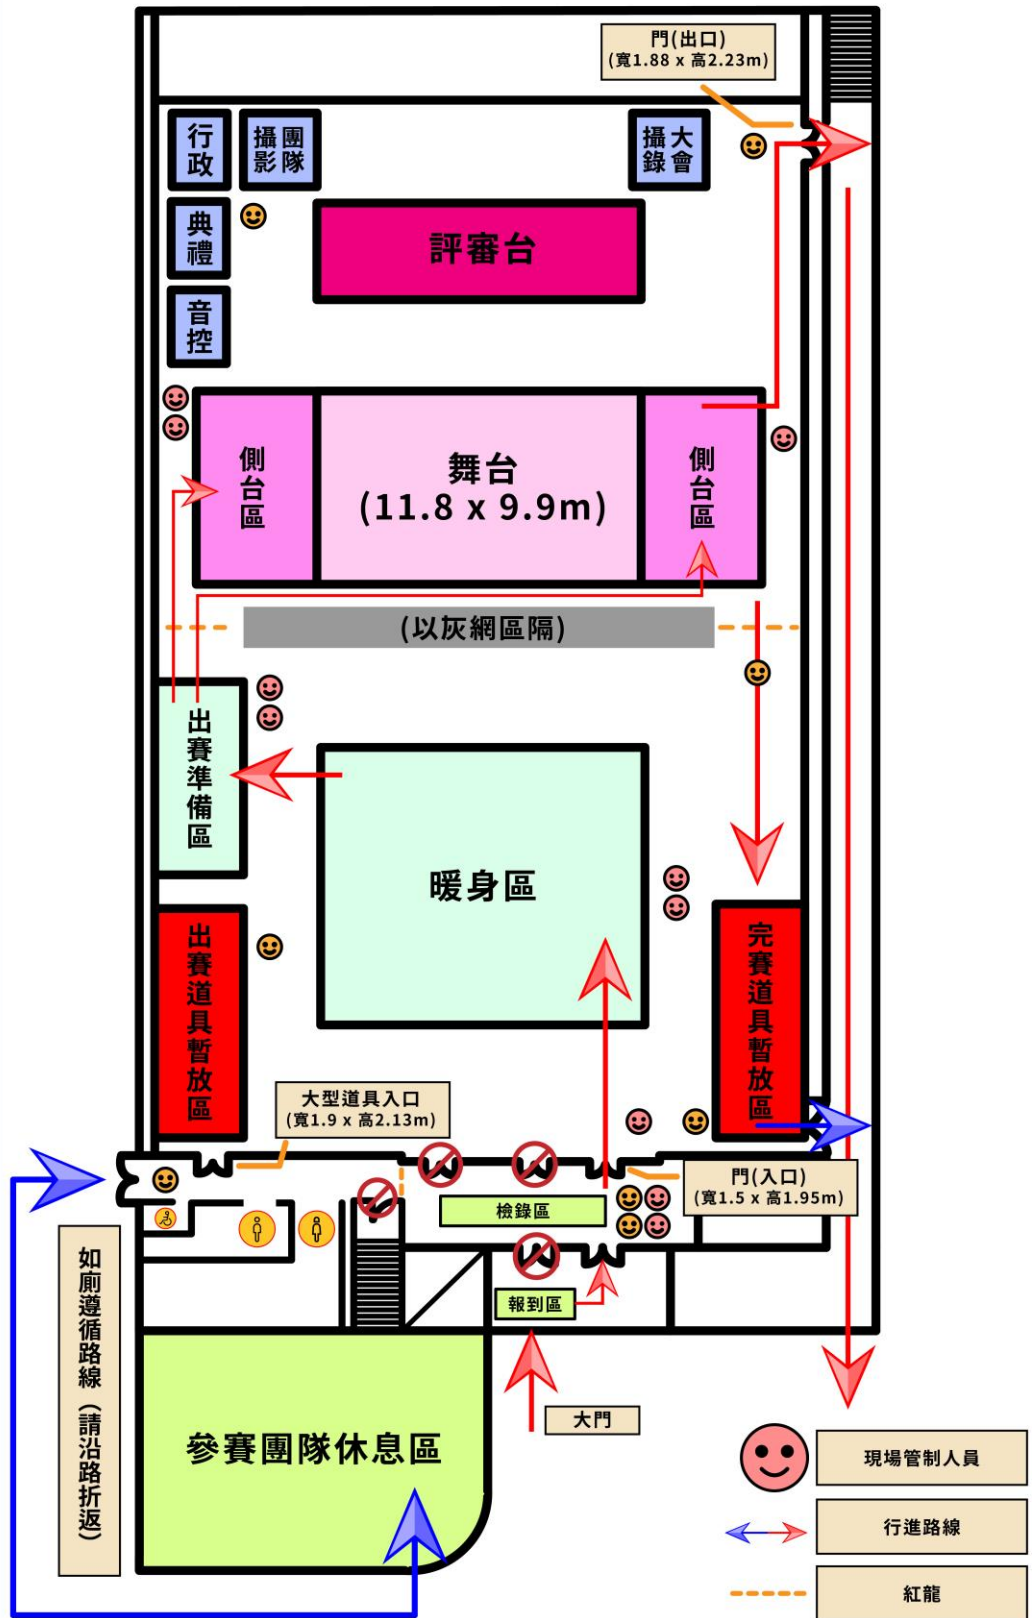 門(出口)
(寬1.88 x 高2.23m)
行政
攝影團隊
大會攝錄
典禮
評審台
音控
側台區
舞台
(11.8 x 9.9m)
側台區
(以灰網區隔)
出賽準備區
暖身區
出賽道具暫放區
完賽道具暫放區
大型道具入口
(寬1.9 x 高2.13m)
門(入口)
(寬1.5 x 高1.95m)
檢錄區
報到區
如廁遵循路線（請沿路折返）
大門
參賽團隊休息區
現場管制人員
行進路線
紅龍